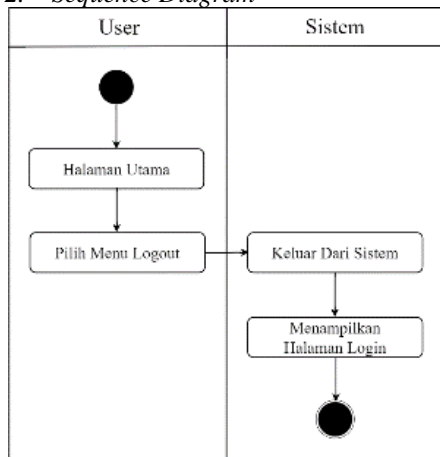 2. Sequence Diagram
User
Sistem
Halaman Utama
Pilih Menu Logout
Keluar Dari Sistem
Menampilkan
Halaman Login